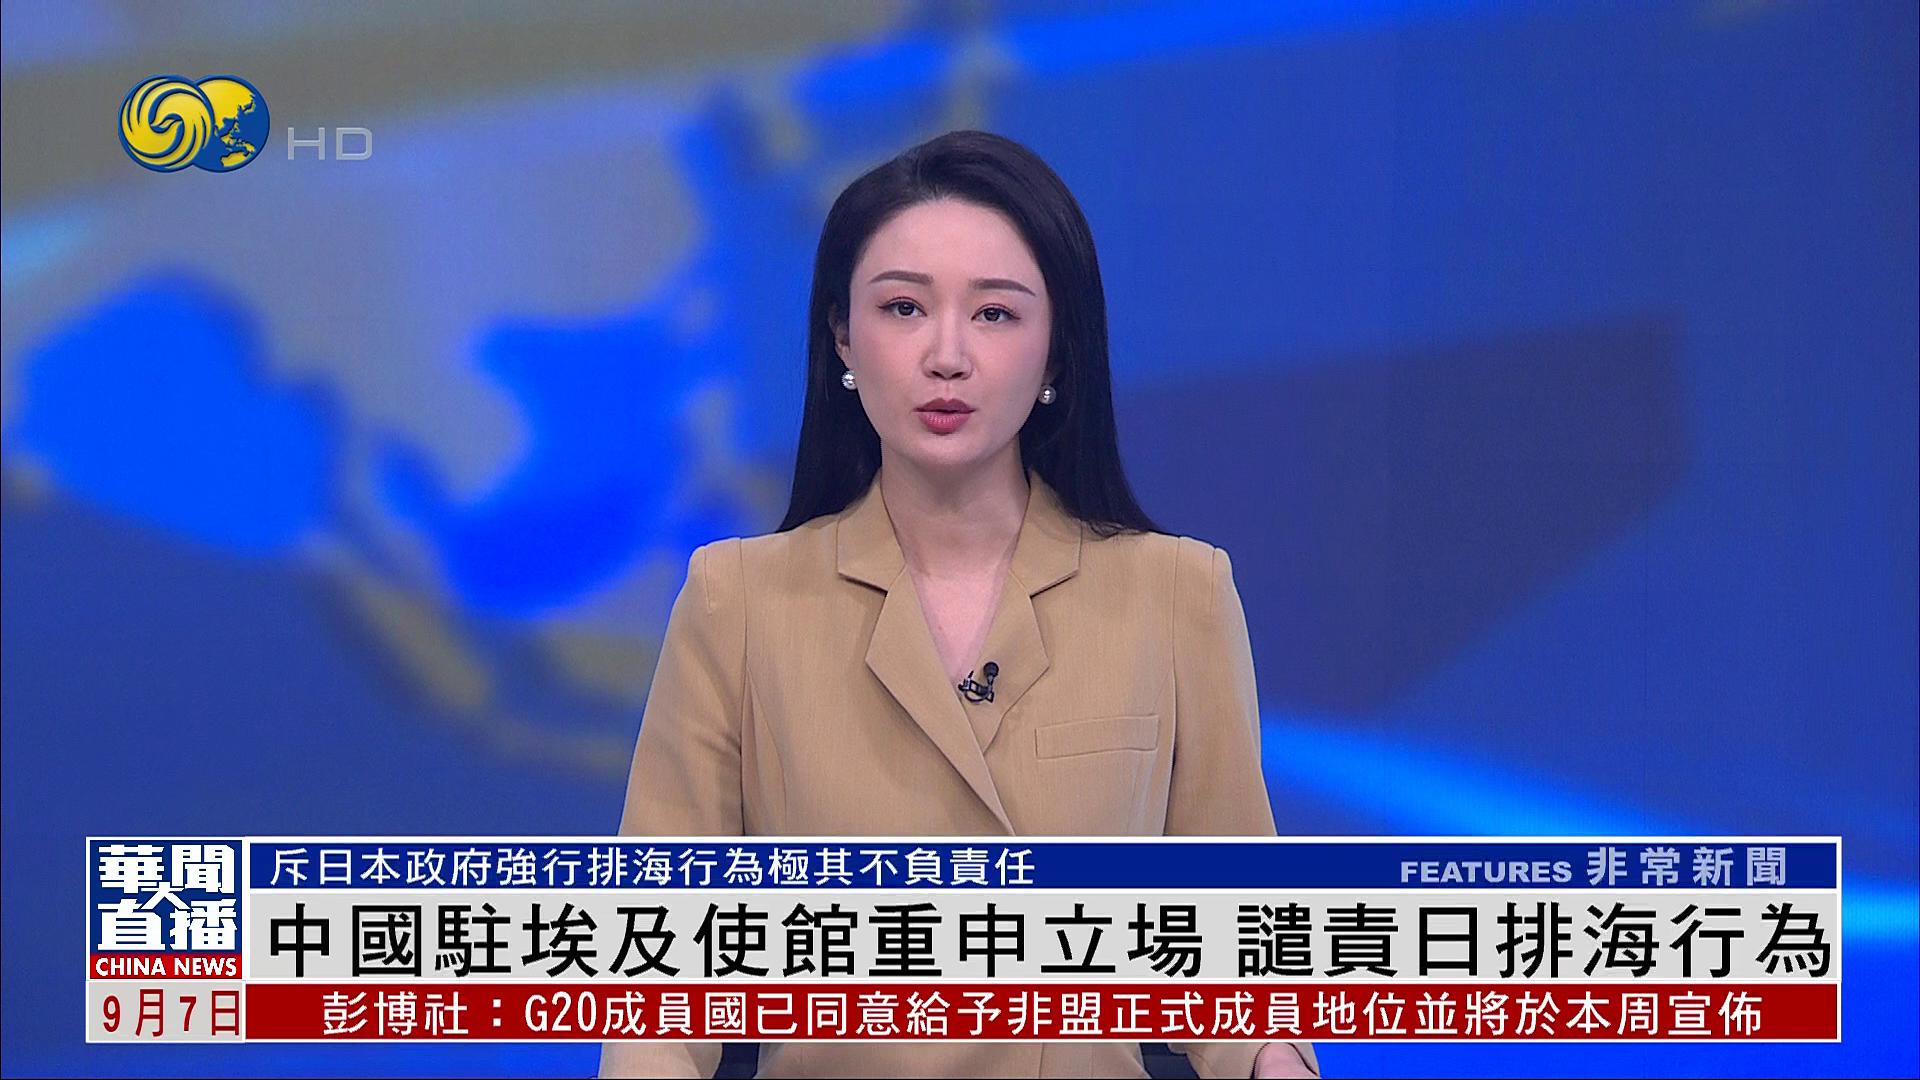 HD
華聞大直播
CHINA NEWS
斥日本政府強行排海行為極其不負責任
FEATURES 非常新聞
中國駐埃及使館重申立場 譴責日排海行為
9月7日
彭博社：G20成員國已同意給予非盟正式成員地位並將於本周宣佈